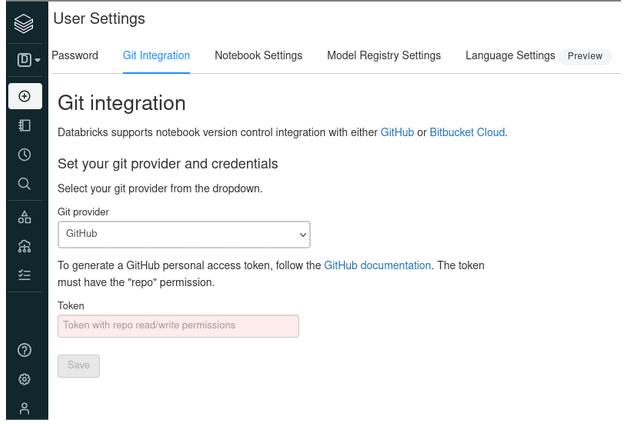 User Settings
Password Git Integration Notebook Settings Model Registry Settings Language Settings Preview
D
Git integration
Databricks supports notebook version control integration with either GitHub or Bitbucket Cloud.
Set your git provider and credentials
Select your git provider from the dropdown.
Git provider
GitHub
To generate a GitHub personal access token, follow the GitHub documentation. The token
must have the "repo" permission.
Token
Token with repo read/write permissions
Save